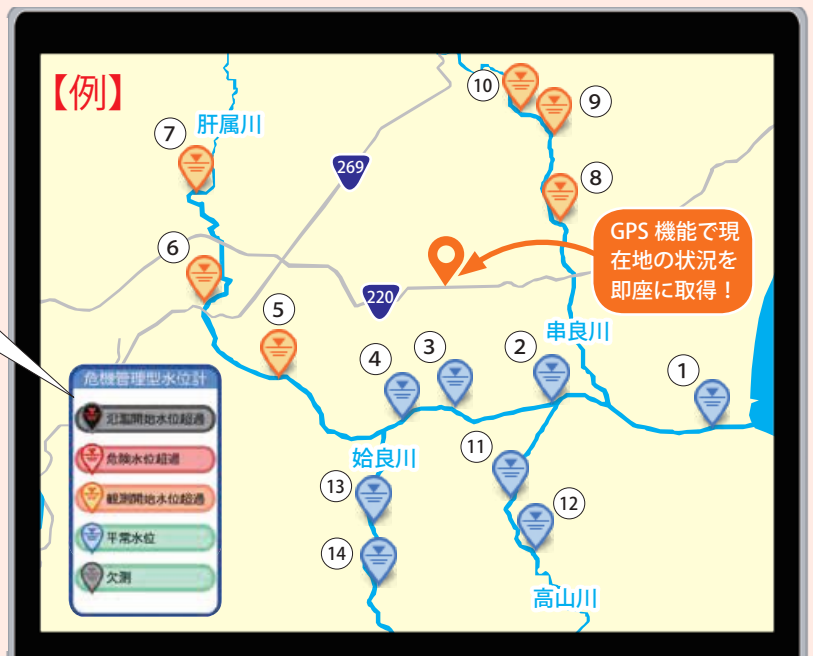 【例】
肝属川
269
220
GPS 機能で現
在地の状況を
即座に取得！
串良川
姶良川
高山川
危機管理型水位計
氾濫開始水位超過
危険水位超過
観測開始水位超過
平常水位
欠測
①
②
③
④
⑤
⑥
⑦
⑧
⑨
⑩
⑪
⑫
⑬
⑭